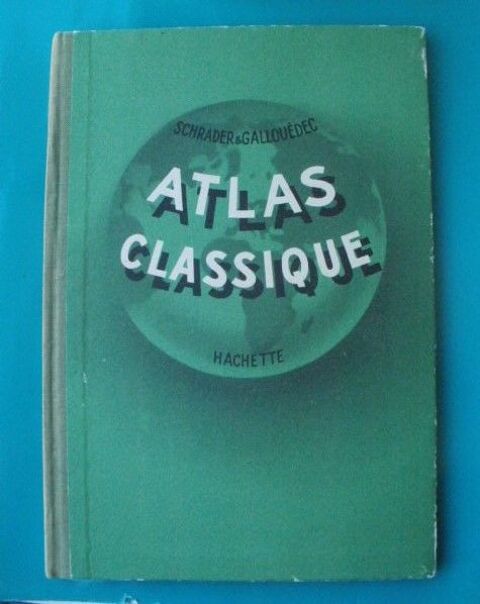 SCHRADER & GALLOUÉDEC
ATLAS
CLASSIQUE
HACHETTE